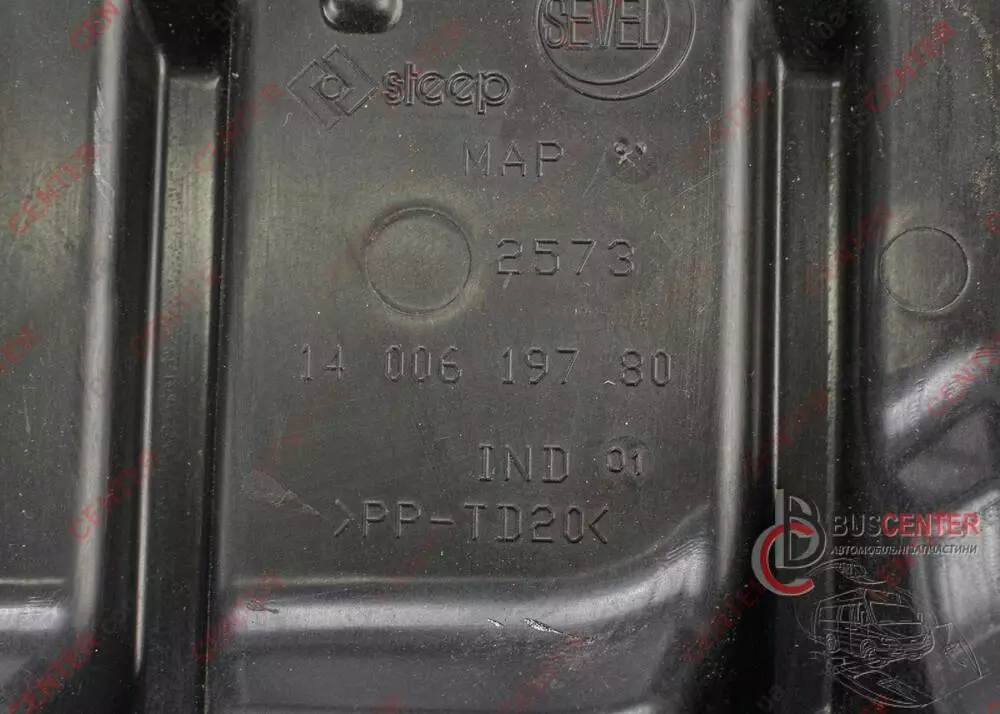 SEVEL
steep
MAP
2573
14 006 197 80
IND 01
>PP-TD20<
BUSCENTER
АВТОМОБІЛЬНІ ЗАПЧАСТИНИ